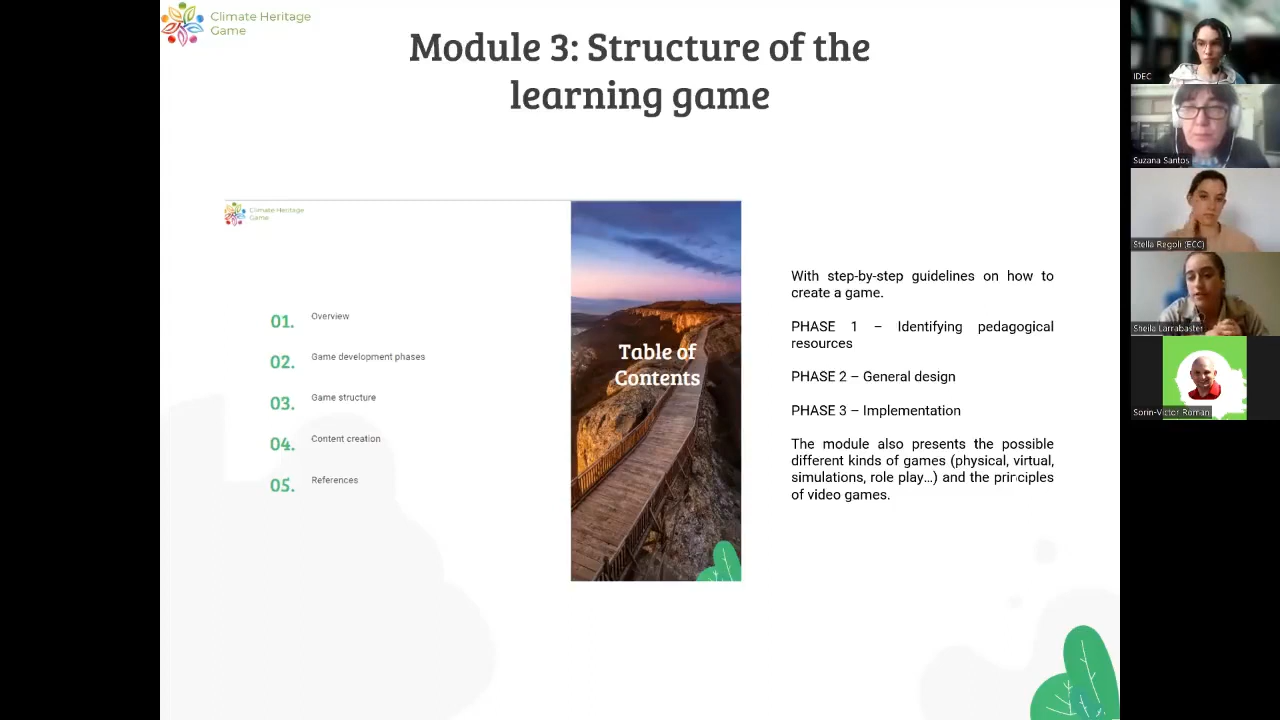 Climate Heritage
Game
Module 3: Structure of the
learning game
Climate Heritage
Game
01. Overview
02. Game development phases
03. Game structure
04. Content creation
05. References
Table of
Contents
With step-by-step guidelines on how to
create a game.
PHASE 1 – Identifying pedagogical
resources
PHASE 2 – General design
PHASE 3 – Implementation
The module also presents the possible
different kinds of games (physical, virtual,
simulations, role play…) and the principles
of video games.
IDEC
Suzana Santos
Stella Regoli (ECC)
Sheila Larrabaster
Sorin-Victor Roman